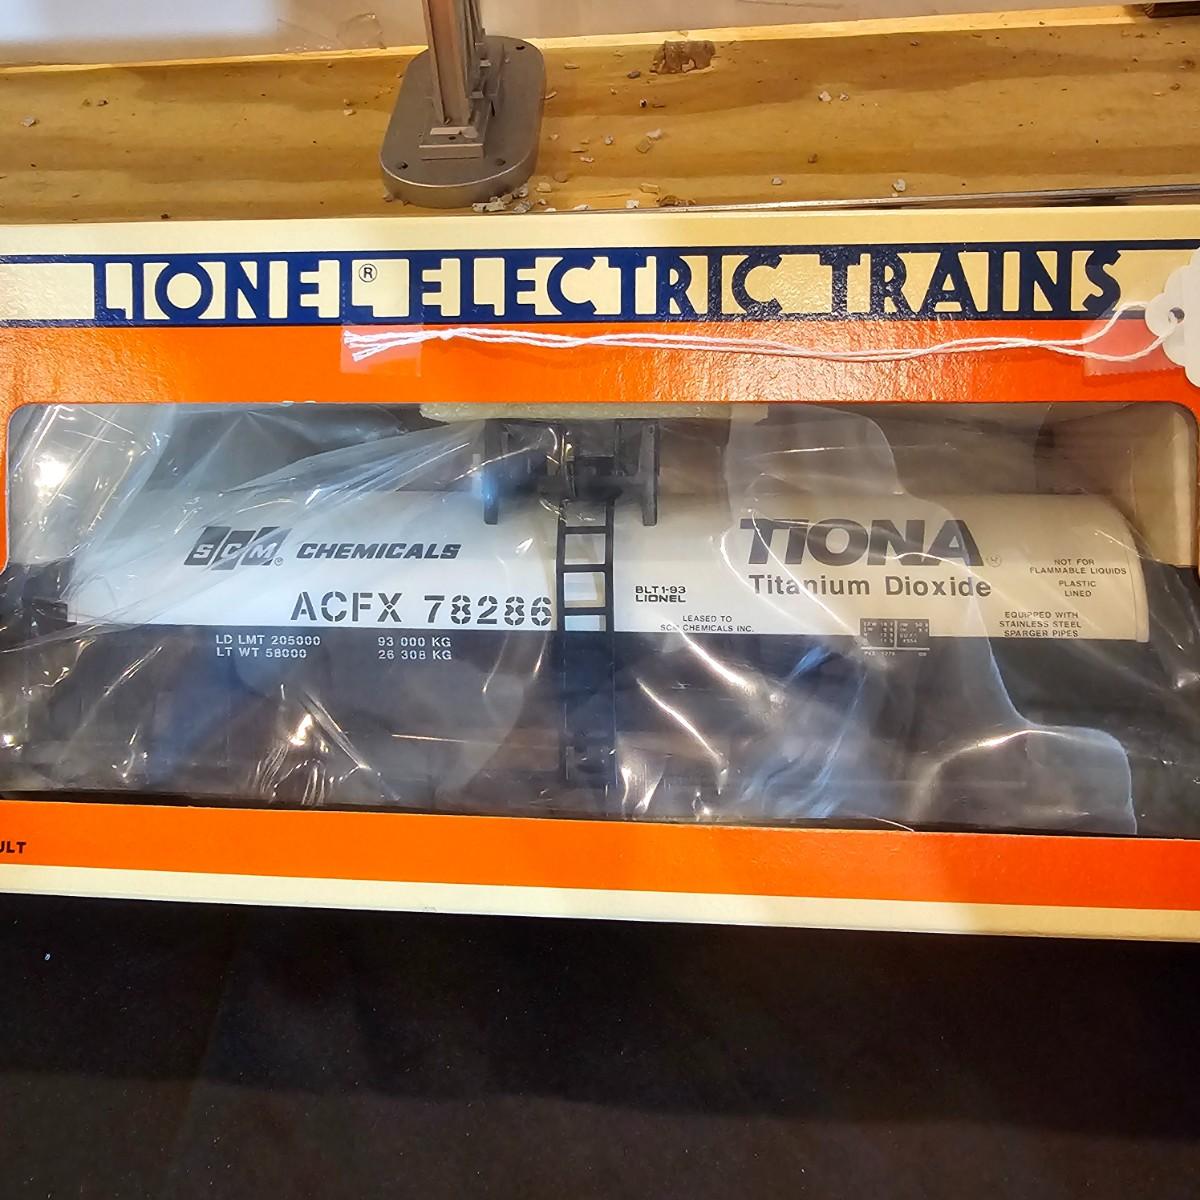 LIONEL® ELECTRIC TRAINS
SCM® CHEMICALS
ACFX 78286
LD LMT 205000 93 000 KG
LT WT 58000 26 308 KG
BLT 1-93
LIONEL
LEASED TO
SCM CHEMICALS INC.
TIONA®
Titanium Dioxide
NOT FOR
FLAMMABLE LIQUIDS
PLASTIC
LINED
EQUIPPED WITH
STAINLESS STEEL
SPARGER PIPES
ULT